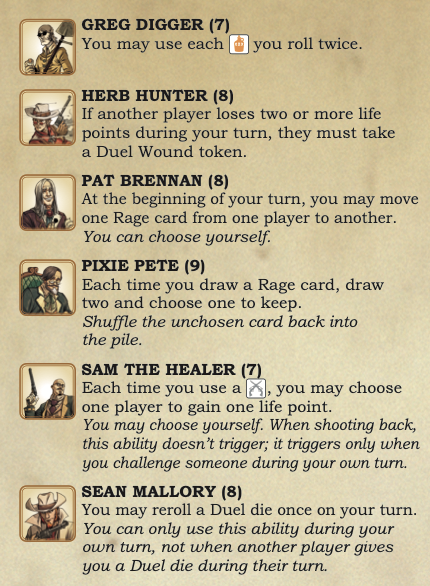 GREG DIGGER (7)
You may use each you roll twice.
HERB HUNTER (8)
If another player loses two or more life
points during your turn, they must take
a Duel Wound token.
PAT BRENNAN (8)
At the beginning of your turn, you may move
one Rage card from one player to another.
You can choose yourself.
PIXIE PETE (9)
Each time you draw a Rage card, draw
two and choose one to keep.
Shuffle the unchosen card back into
the pile.
SAM THE HEALER (7)
Each time you use a , you may choose
one player to gain one life point.
You may choose yourself. When shooting back,
this ability doesn't trigger; it triggers only when
you challenge someone during your own turn.
SEAN MALLORY (8)
You may reroll a Duel die once on your turn.
You can only use this ability during your
own turn, not when another player gives
you a Duel die during their turn.